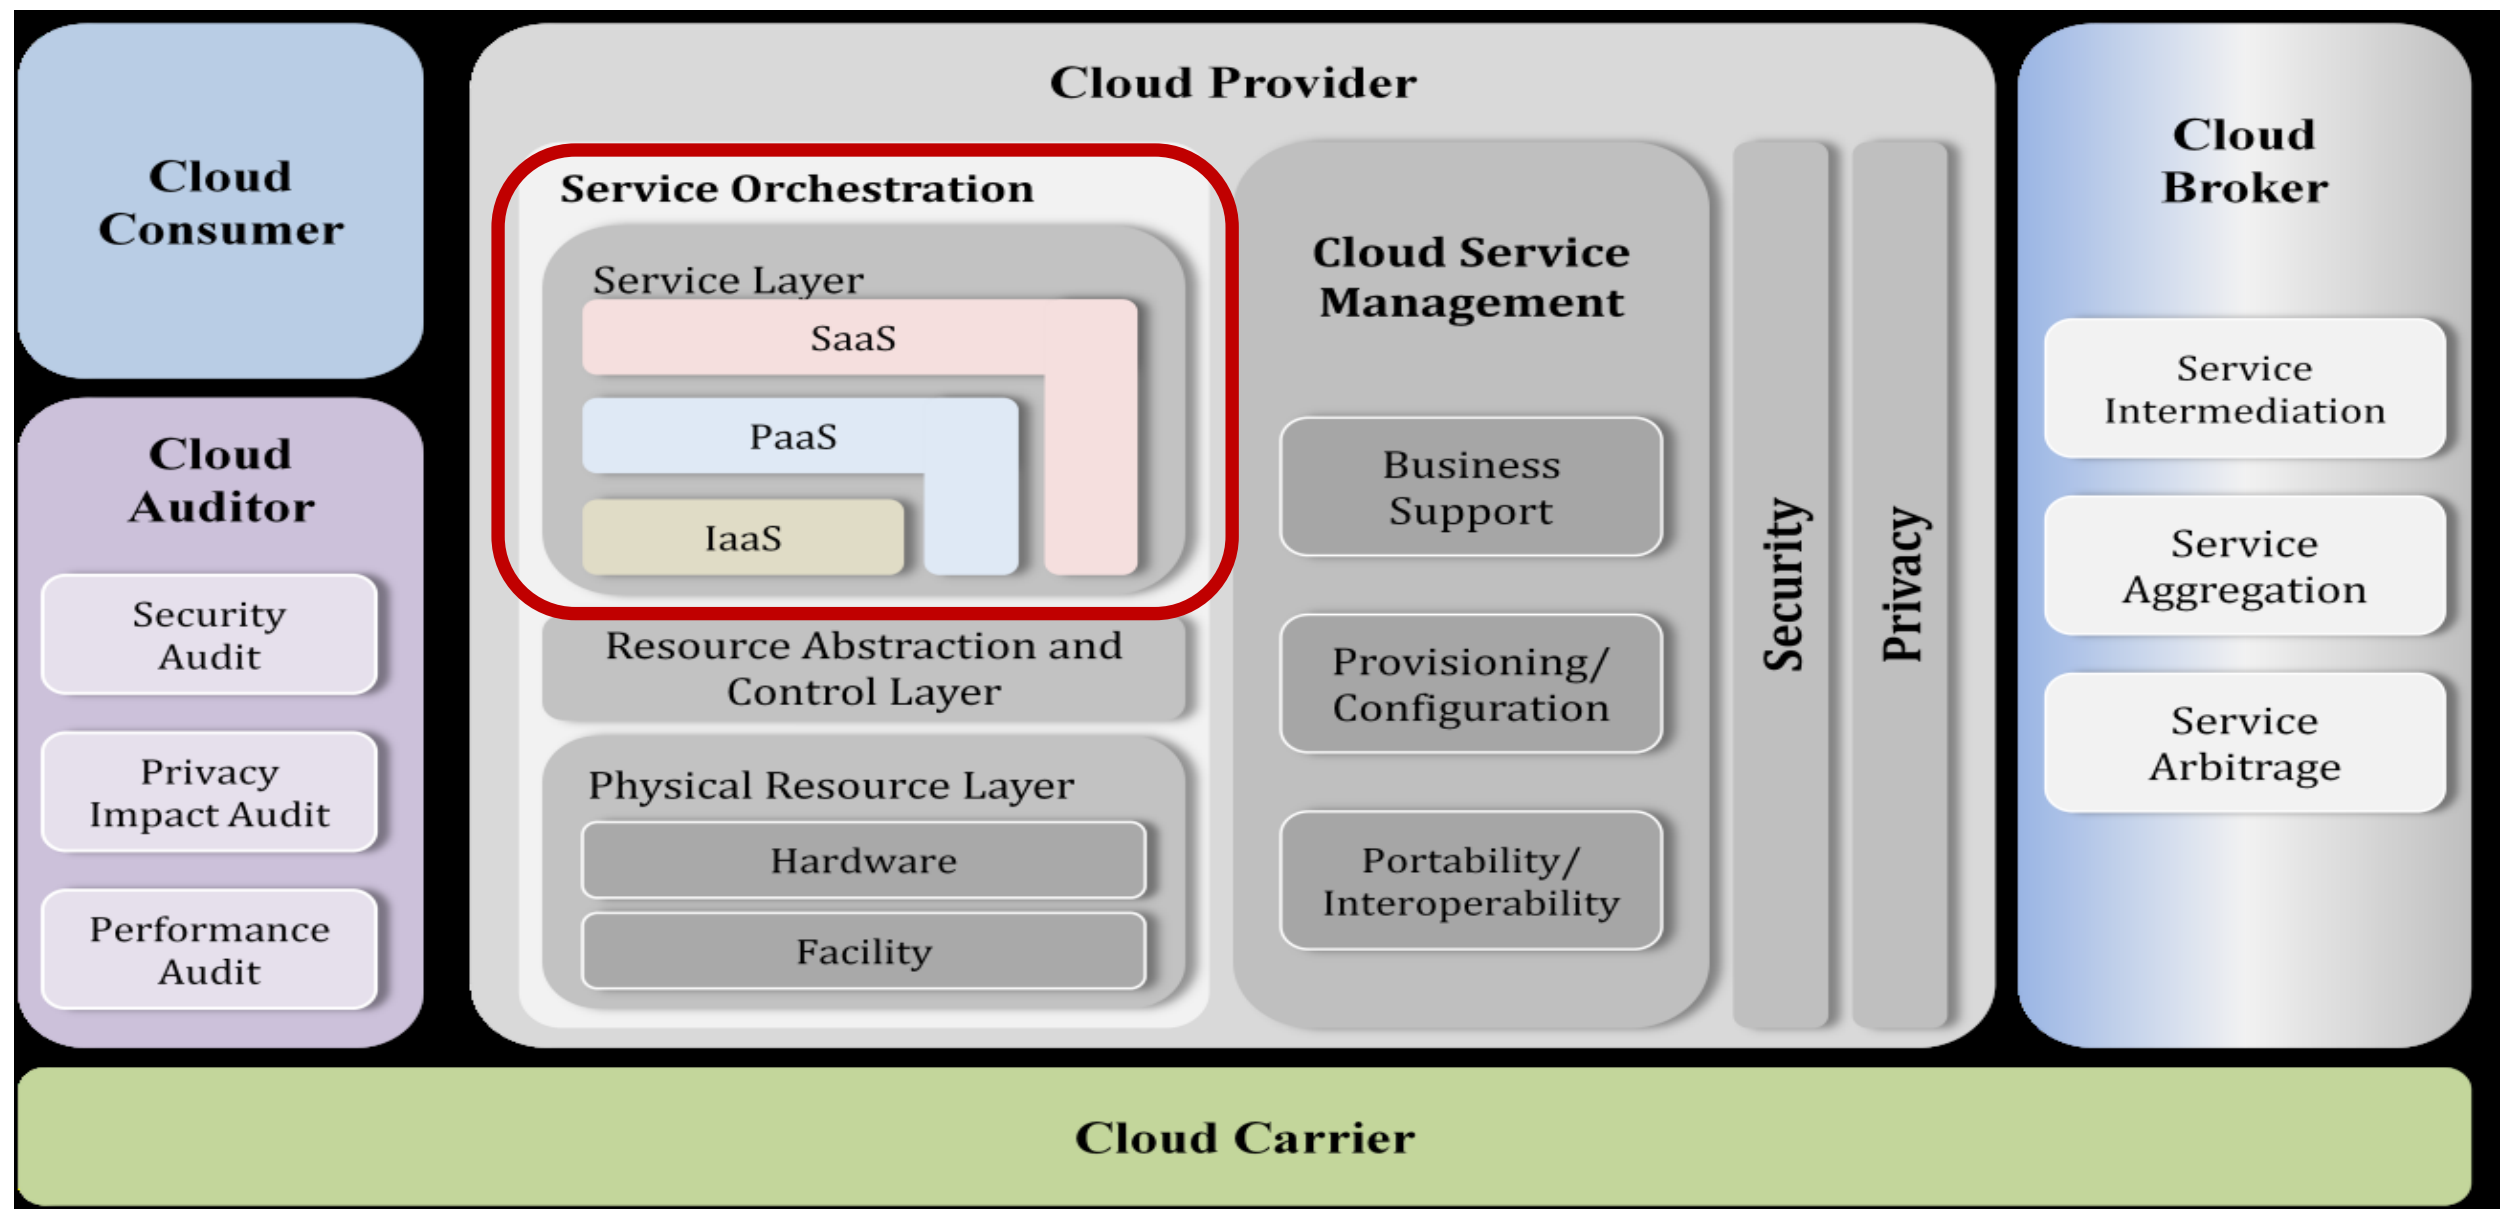 Cloud
Consumer
Cloud
Auditor
Security
Audit
Privacy
Impact Audit
Performance
Audit
Cloud Provider
Service Orchestration
Service Layer
SaaS
PaaS
IaaS
Resource Abstraction and
Control Layer
Physical Resource Layer
Hardware
Facility
Cloud Service
Management
Business
Support
Provisioning/
Configuration
Portability/
Interoperability
Security
Privacy
Cloud
Broker
Service
Intermediation
Service
Aggregation
Service
Arbitrage
Cloud Carrier